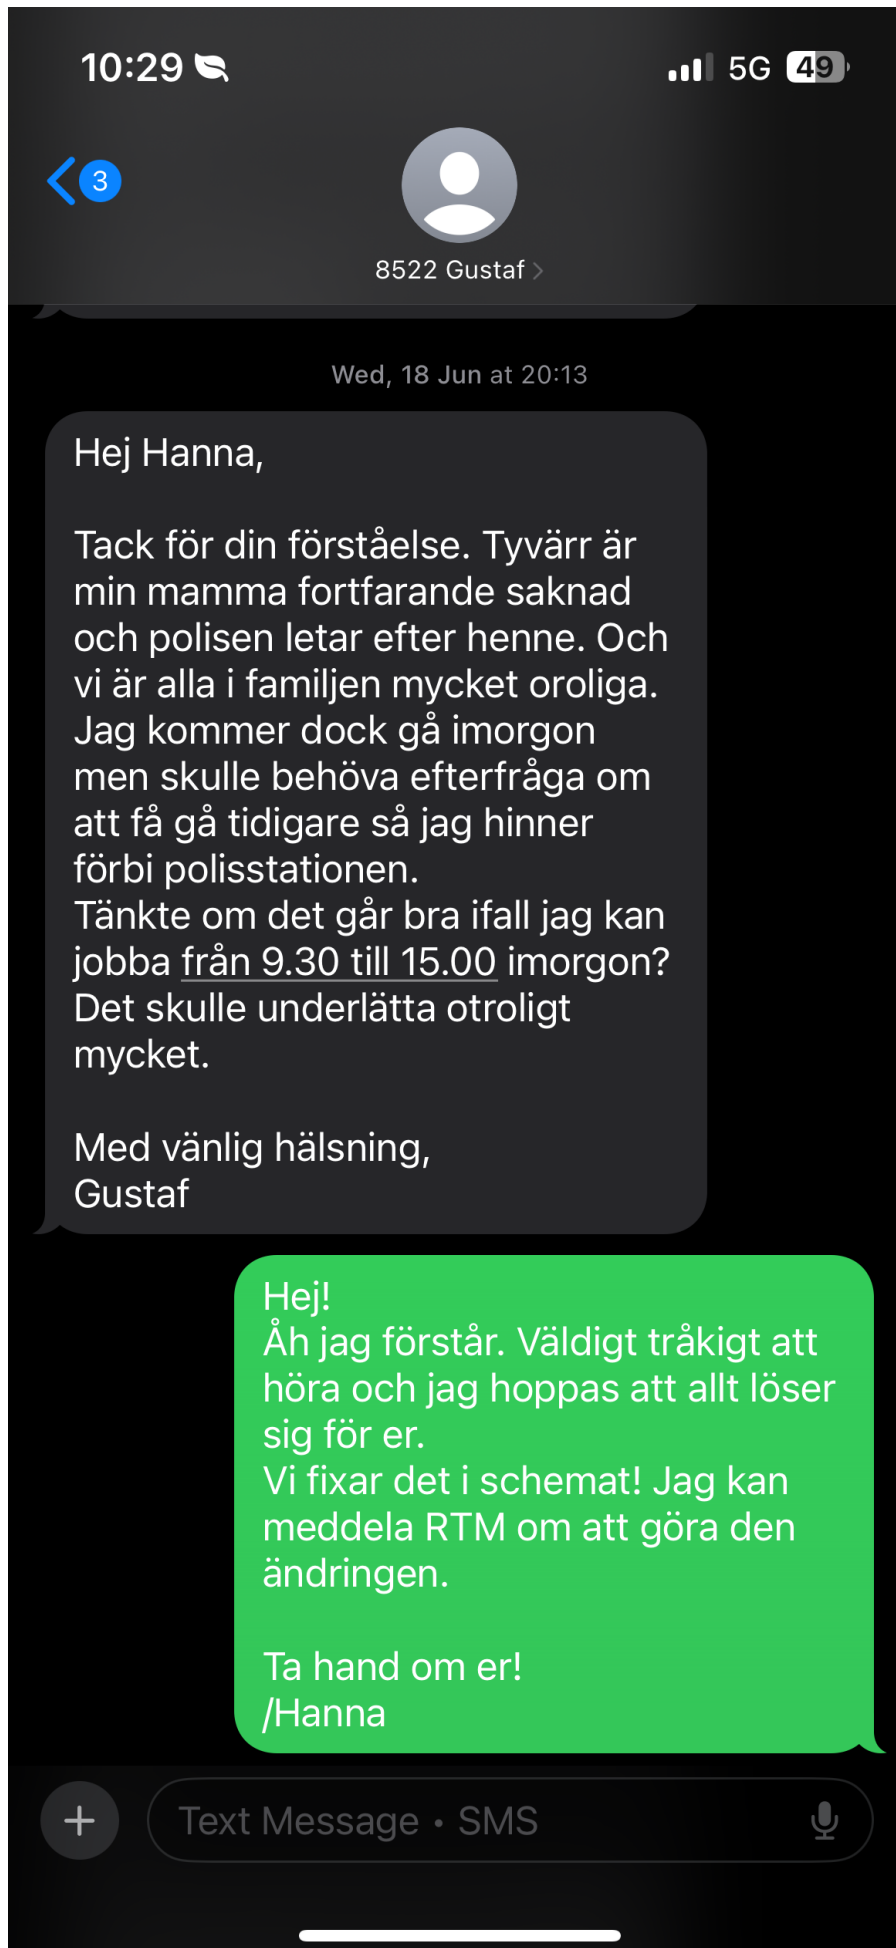 10:29
5G
49
3
8522 Gustaf
Wed, 18 Jun at 20:13
Hej Hanna,
Tack för din förståelse. Tyvärr är
min mamma fortfarande saknad
och polisen letar efter henne. Och
vi är alla i familjen mycket oroliga.
Jag kommer dock gå imorgon
men skulle behöva efterfråga om
att få gå tidigare så jag hinner
förbi polisstationen.
Tänkte om det går bra ifall jag kan
jobba från 9.30 till 15.00 imorgon?
Det skulle underlätta otroligt
mycket.
Med vänlig hälsning,
Gustaf
Hej!
Åh jag förstår. Väldigt tråkigt att
höra och jag hoppas att allt löser
sig för er.
Vi fixar det i schemat! Jag kan
meddela RTM om att göra den
ändringen.
Ta hand om er!
/Hanna
Text Message • SMS